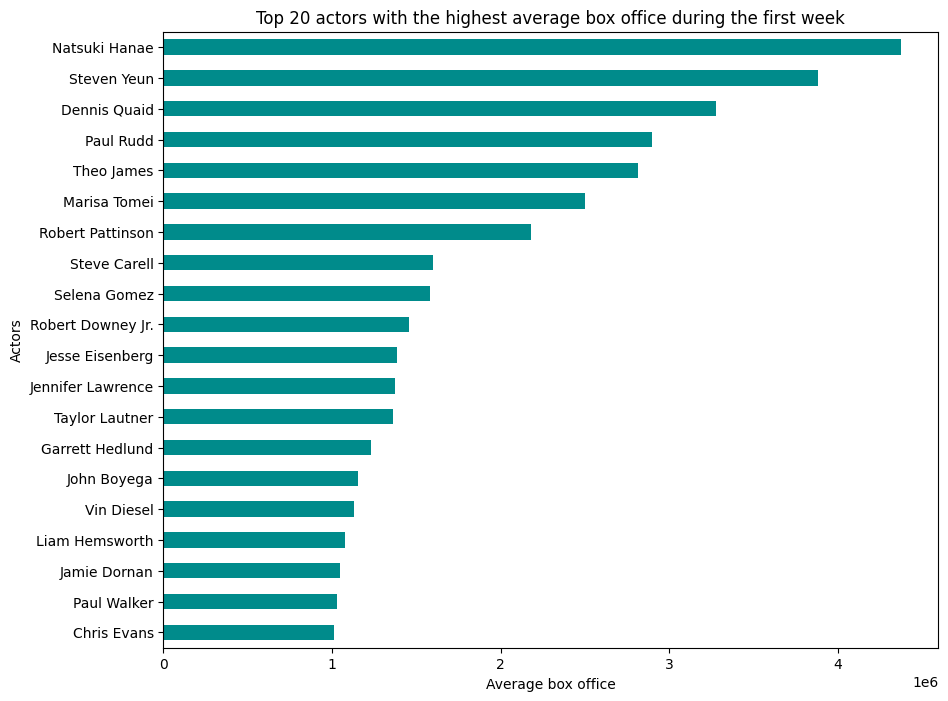 Top 20 actors with the highest average box office during the first week
Natsuki Hanae
Steven Yeun
Dennis Quaid
Paul Rudd
Theo James
Marisa Tomei
Robert Pattinson
Steve Carell
Selena Gomez
Robert Downey Jr.
Jesse Eisenberg
Jennifer Lawrence
Taylor Lautner
Garrett Hedlund
John Boyega
Vin Diesel
Liam Hemsworth
Jamie Dornan
Paul Walker
Chris Evans
Actors
0 1 2 3 4
1e6
Average box office